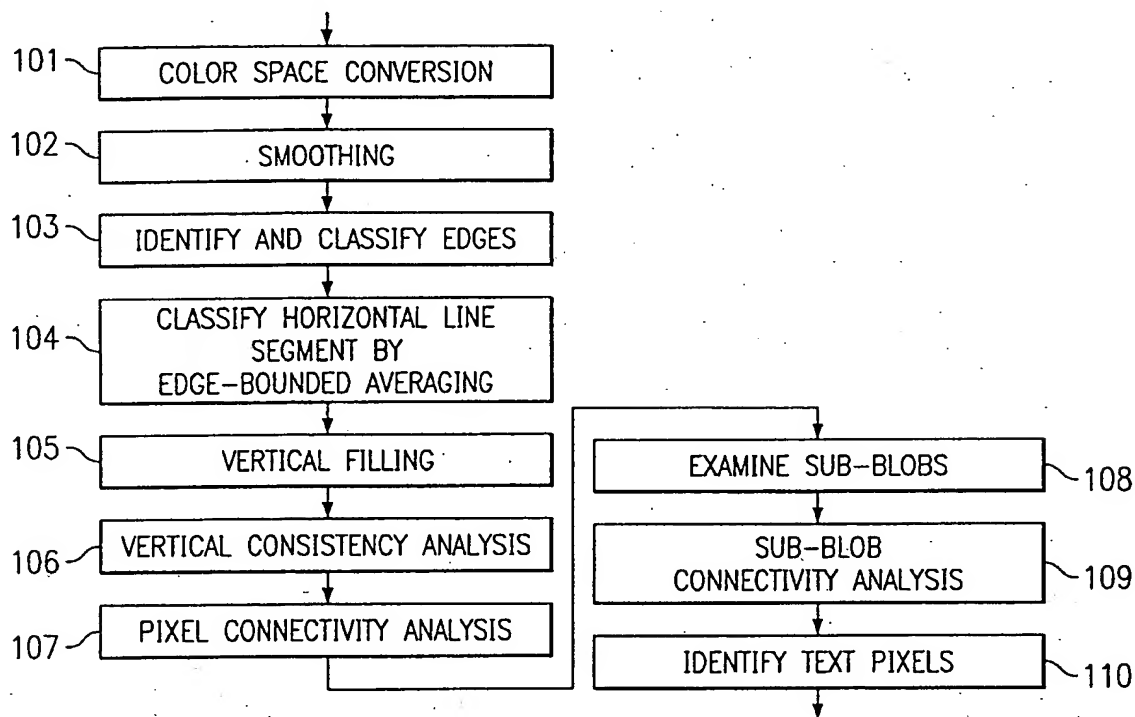 101
COLOR SPACE CONVERSION
102
SMOOTHING
103
IDENTIFY AND CLASSIFY EDGES
104
CLASSIFY HORIZONTAL LINE
SEGMENT BY
EDGE-BOUNDED AVERAGING
105
VERTICAL FILLING
106
VERTICAL CONSISTENCY ANALYSIS
107
PIXEL CONNECTIVITY ANALYSIS
EXAMINE SUB-BLOBS
108
SUB-BLOB
CONNECTIVITY ANALYSIS
109
IDENTIFY TEXT PIXELS
110